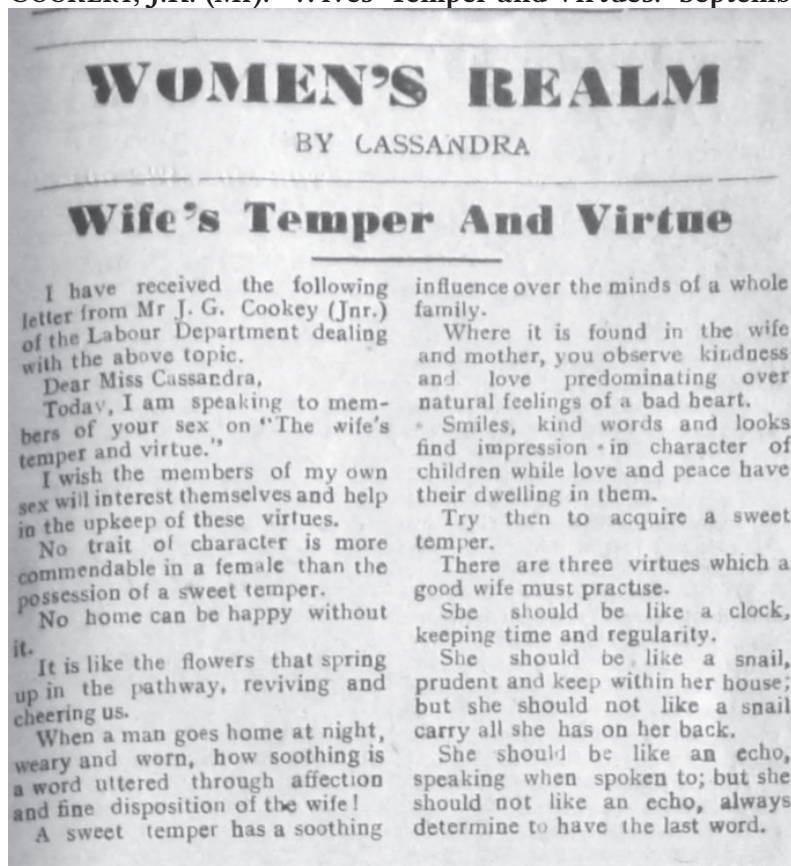 WOMEN'S REALM
BY CASSANDRA
Wife's Temper And Virtue
I have received the following
letter from Mr J. G. Cookey (Jnr.)
of the Labour Department dealing
with the above topic.
Dear Miss Cassandra,
Today, I am speaking to mem-
bers of your sex on "The wife's
temper and virtue."
I wish the members of my own
sex will interest themselves and help
in the upkeep of these virtues.
No trait of character is more
commendable in a female than the
possession of a sweet temper.
No home can be happy without
it.
It is like the flowers that spring
up in the pathway, reviving and
cheering us.
When a man goes home at night,
weary and worn, how soothing is
a word uttered through affection
and fine disposition of the wife!
A sweet temper has a soothing
influence over the minds of a whole
family.
Where it is found in the wife
and mother, you observe kindness
and love predominating over
natural feelings of a bad heart.
Smiles, kind words and looks
find impression in character of
children while love and peace have
their dwelling in them.
Try then to acquire a sweet
temper.
There are three virtues which a
good wife must practise.
She should be like a clock,
keeping time and regularity.
She should be like a snail,
prudent and keep within her house;
but she should not like a snail
carry all she has on her back.
She should be like an echo,
speaking when spoken to; but she
should not like an echo, always
determine to have the last word.